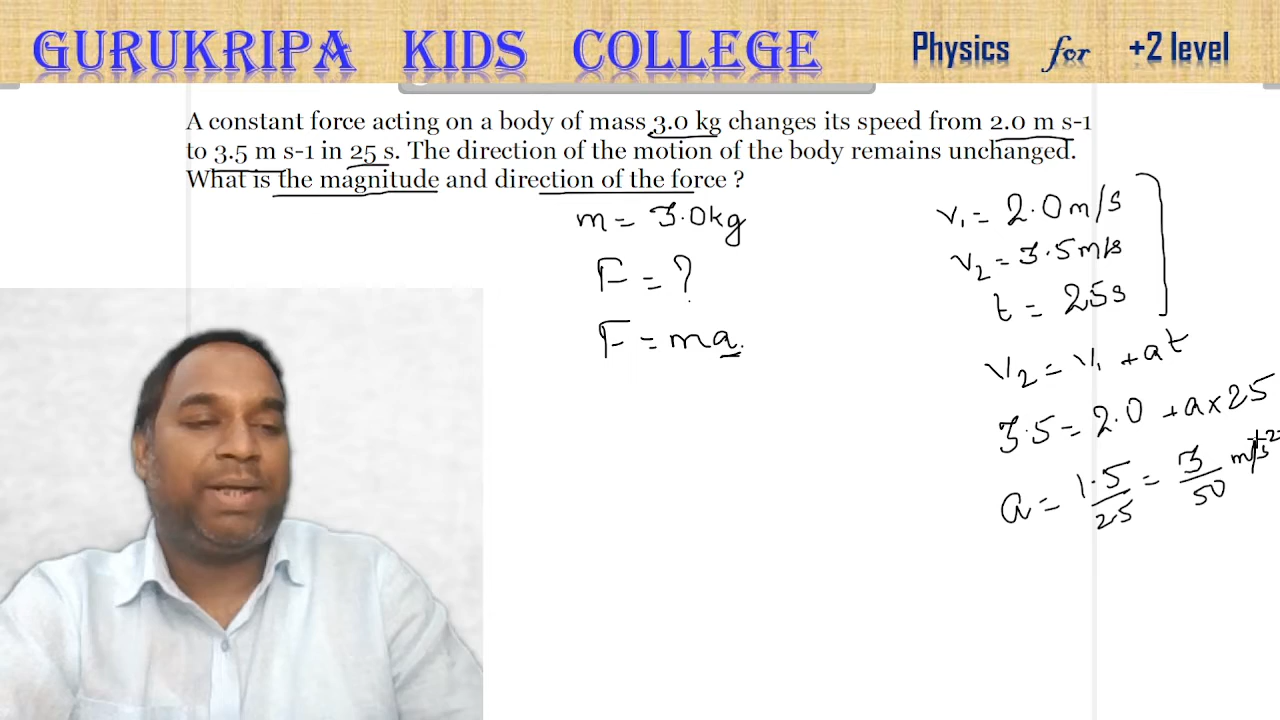 GURUKRIPA KIDS COLLEGE
Physics for +2 level
A constant force acting on a body of mass 3.0 kg changes its speed from 2.0 m s-1
to 3.5 m s-1 in 25 s. The direction of the motion of the body remains unchanged.
What is the magnitude and direction of the force ?
m = 3.0kg
F = ?
F = ma.
V₁ = 2.0 m/s
V₂ = 3.5 m/s
t = 25s
V₂ = V₁ + at
3.5 = 2.0 + a x 25
a = 1.5/25 = 3/50 m/s²